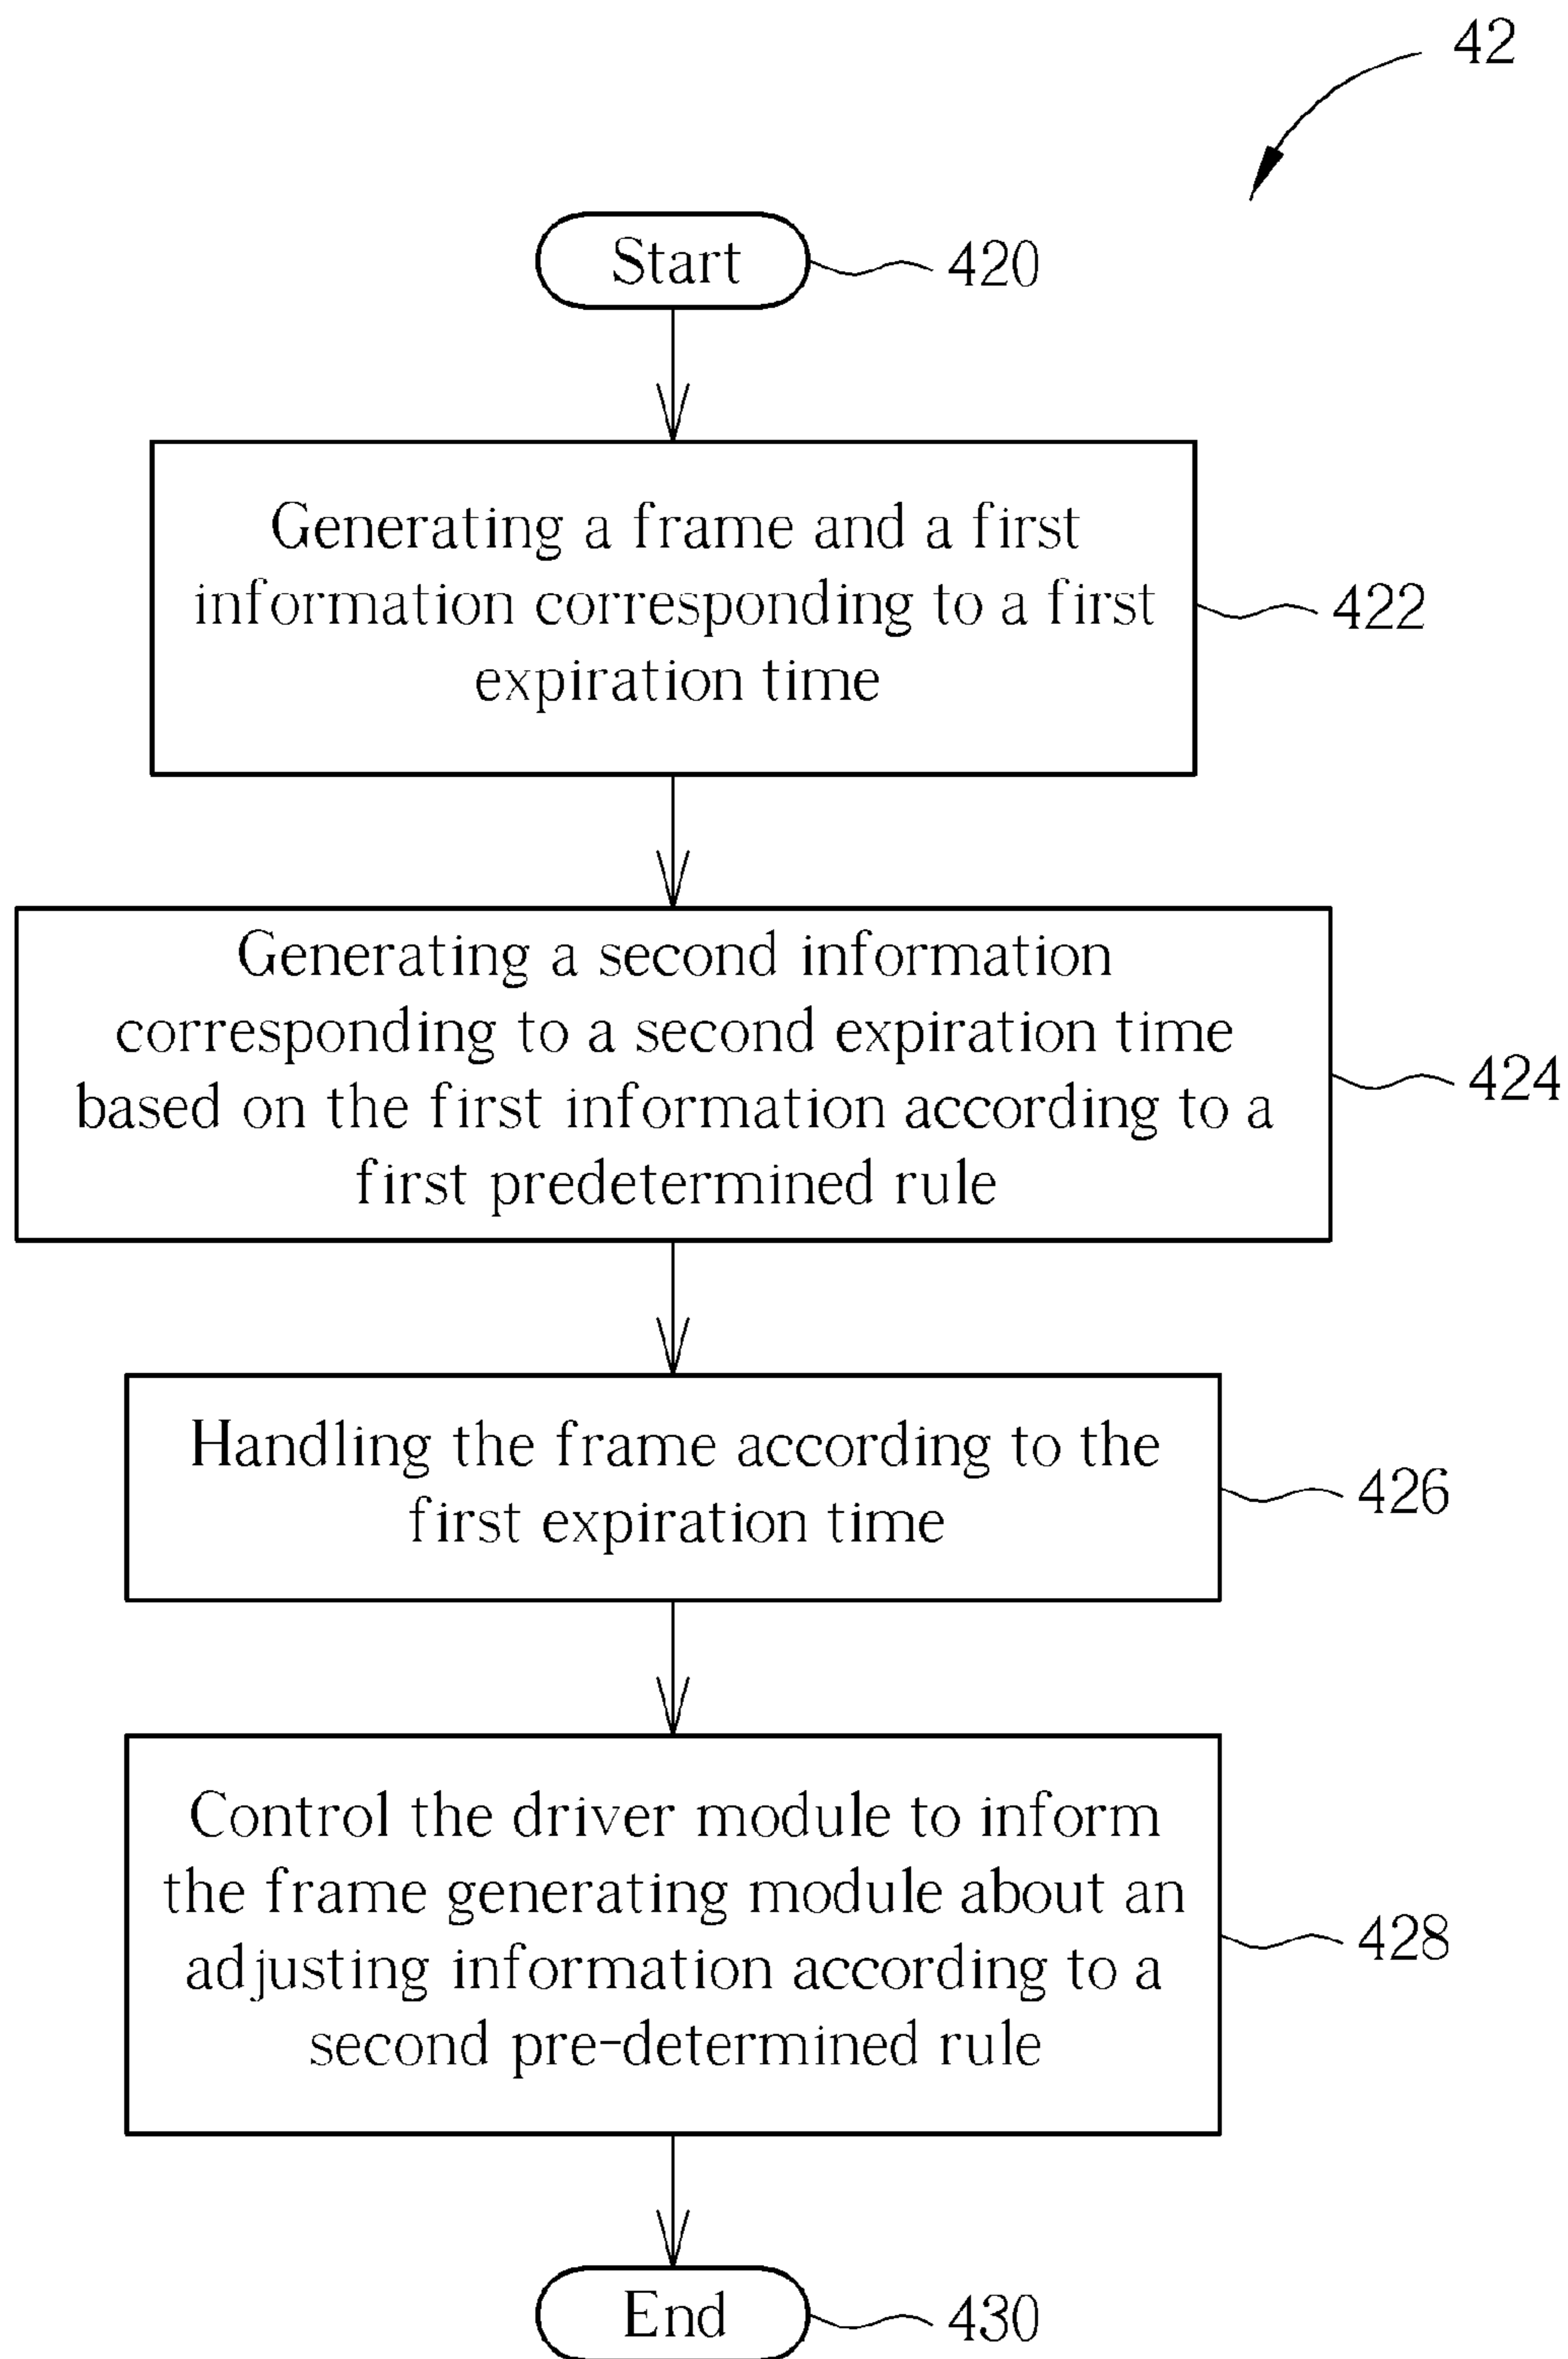 42
Start
420
Generating a frame and a first
information corresponding to a first
expiration time
422
Generating a second information
corresponding to a second expiration time
based on the first information according to a
first predetermined rule
424
Handling the frame according to the
first expiration time
426
Control the driver module to inform
the frame generating module about an
adjusting information according to a
second pre-determined rule
428
End
430